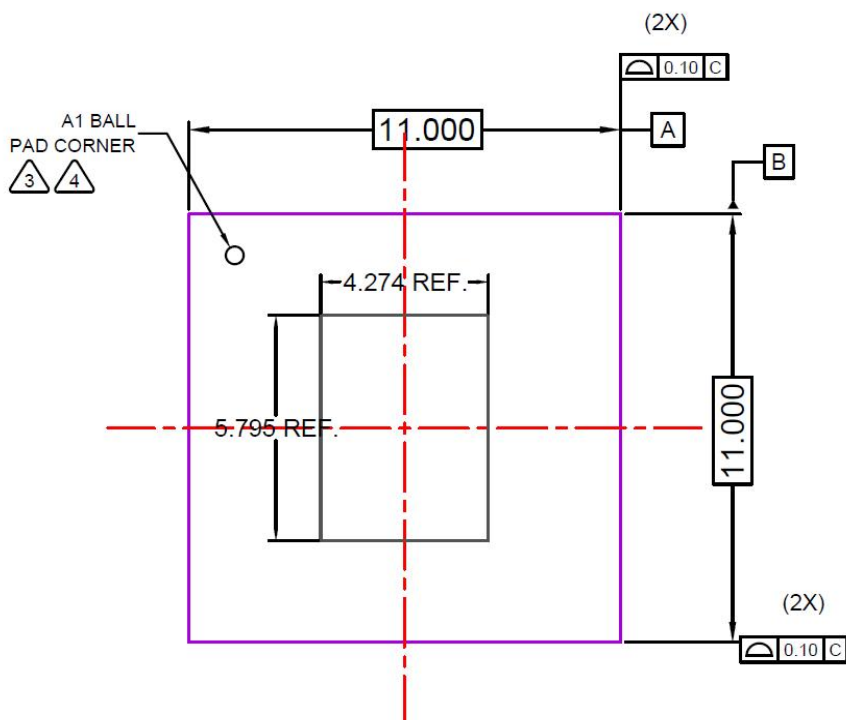 (2X)
0.10 C
A1 BALL
PAD CORNER
3 4
11.000
A
B
4.274 REF.
5.795 REF.
11.000
(2X)
0.10 C